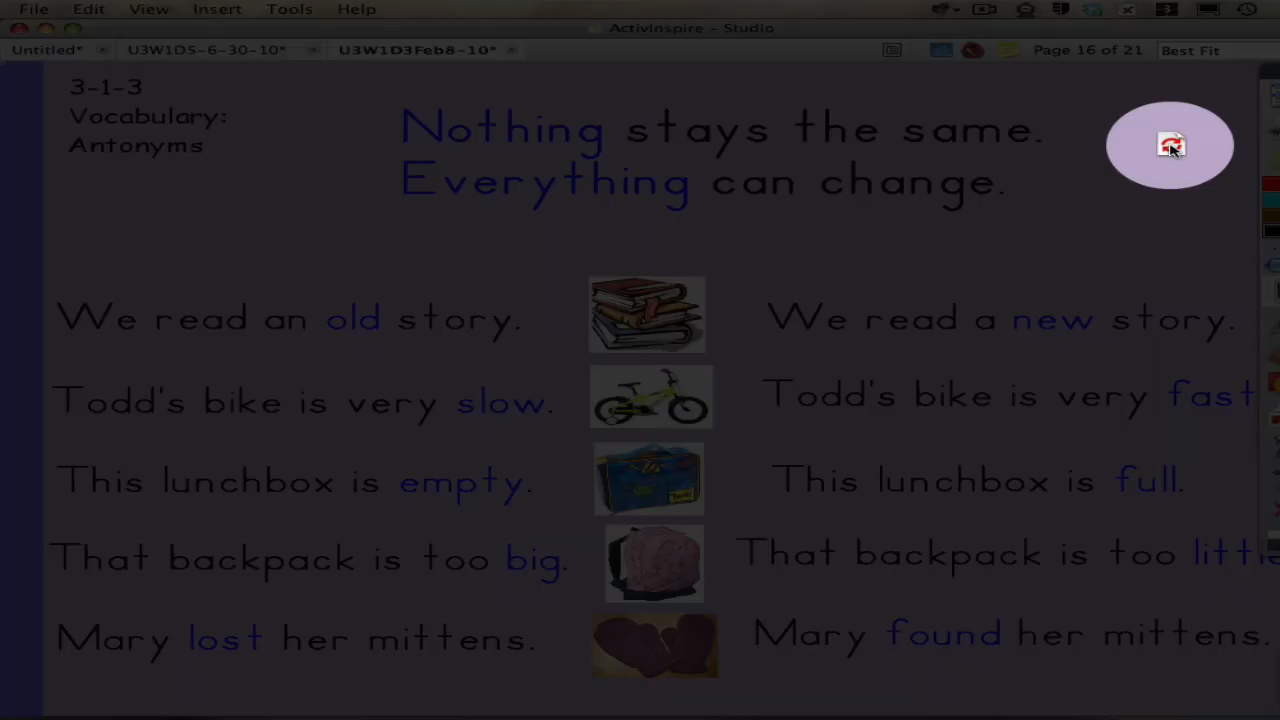 File Edit View Insert Tools Help
ActivInspire - Studio
Untitled* U3W1D5-6-30-10* U3W1D3Feb8-10* Page 16 of 21 Best Fit
3-1-3
Vocabulary:
Antonyms
Nothing stays the same.
Everything can change.
We read an old story. We read a new story.
Todd's bike is very slow. Todd's bike is very fast
This lunchbox is empty. This lunchbox is full.
That backpack is too big. That backpack is too little
Mary lost her mittens. Mary found her mittens.